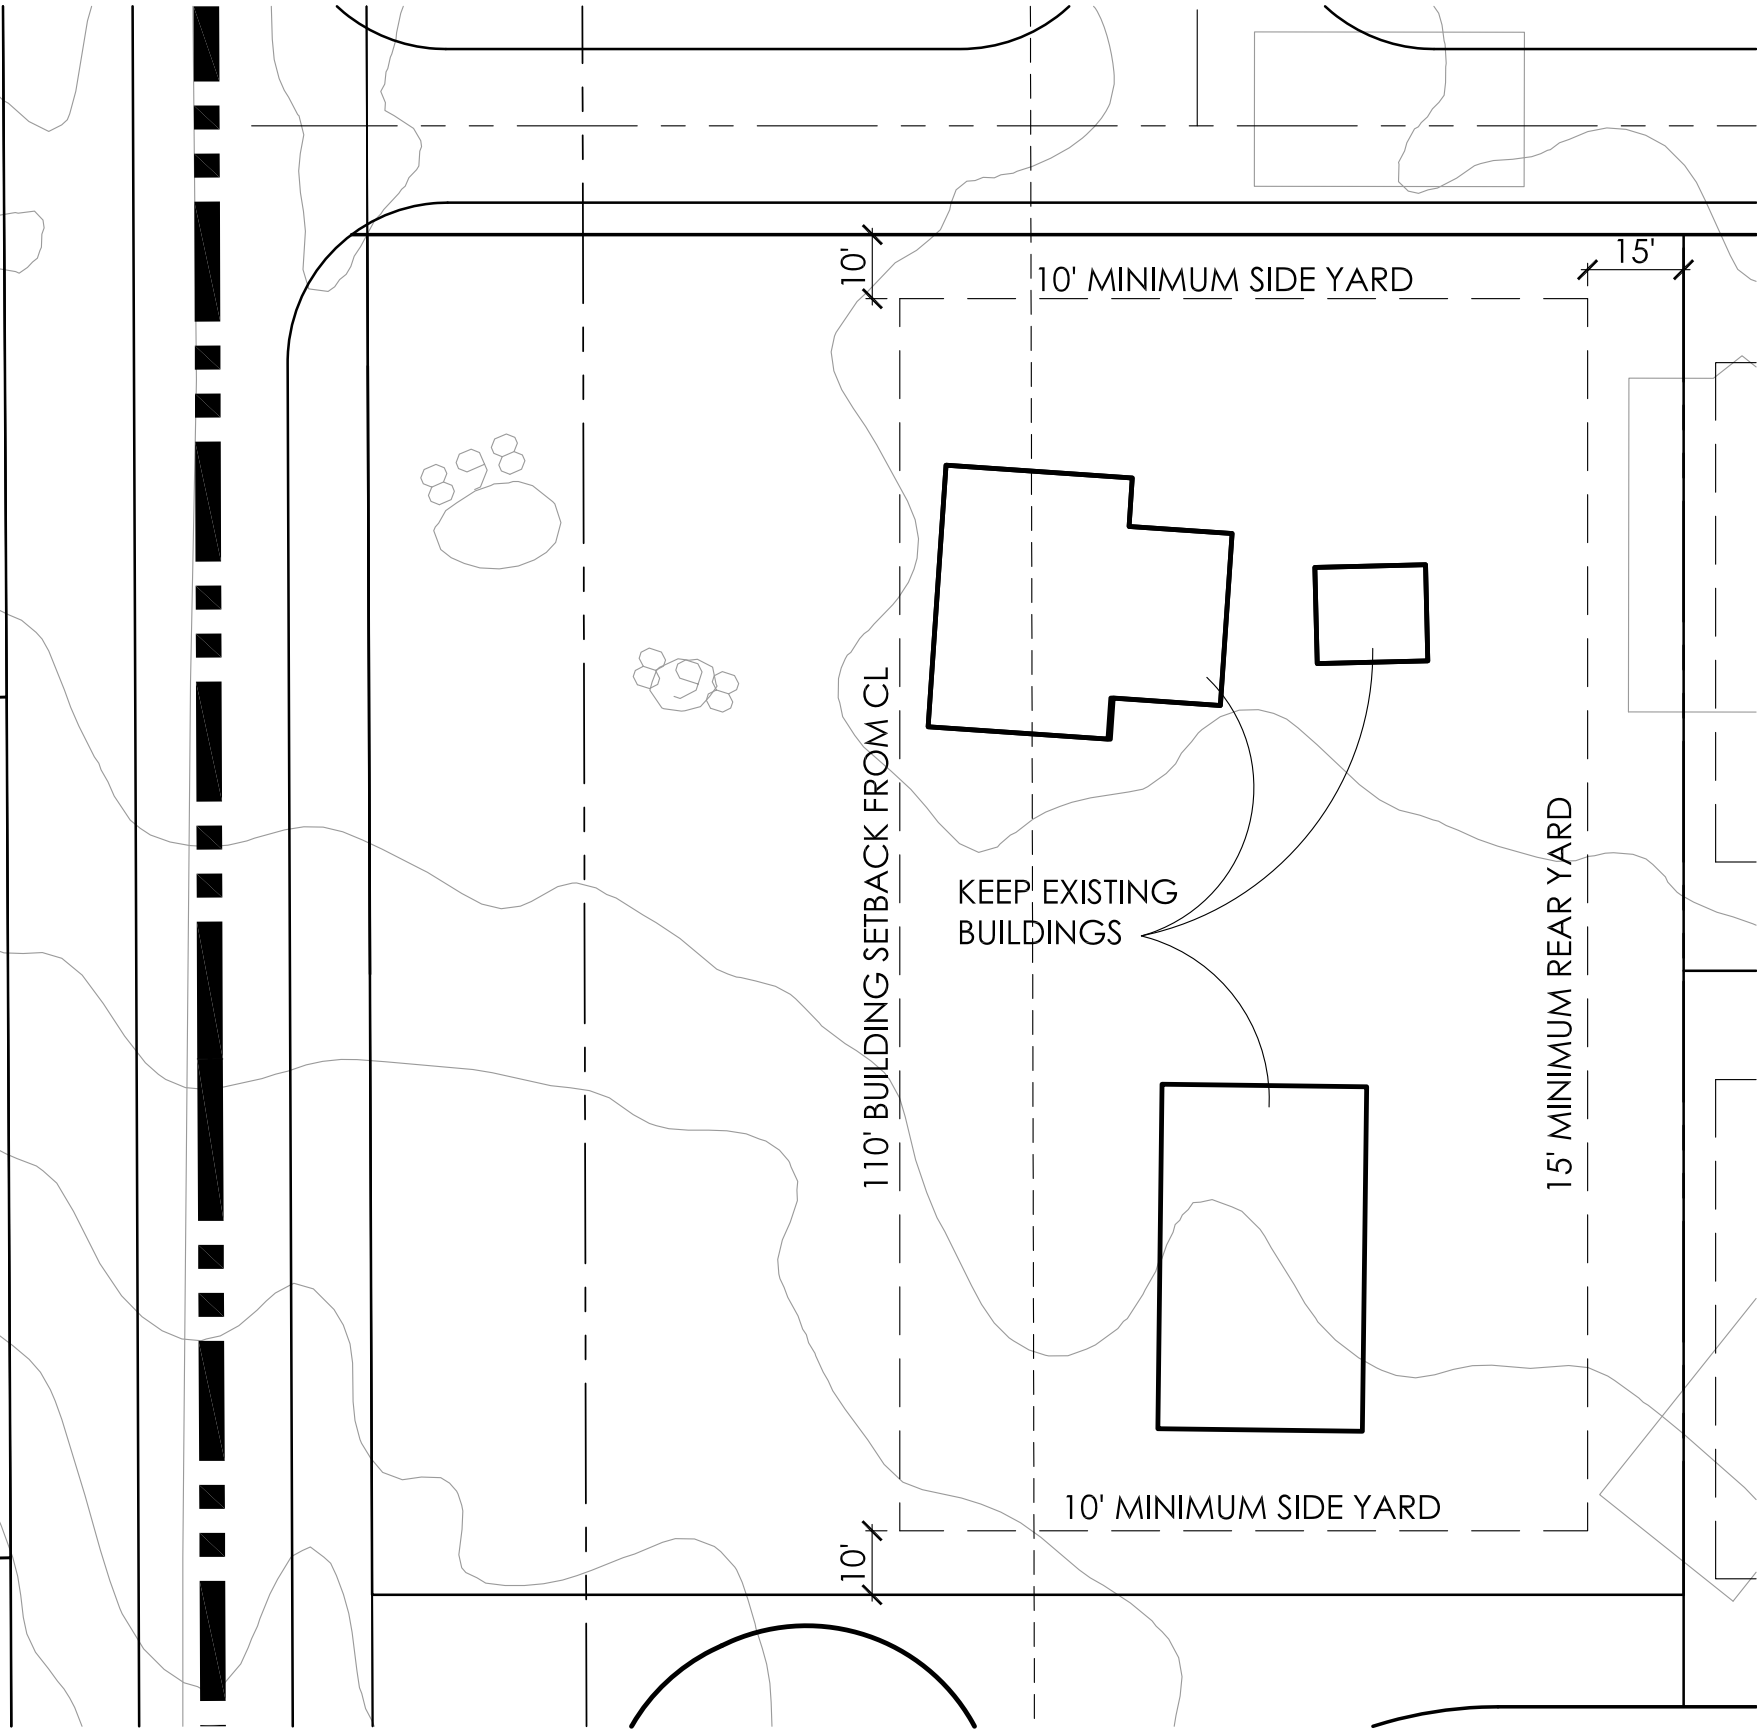 15'
10'
10' MINIMUM SIDE YARD
110' BUILDING SETBACK FROM CL
KEEP EXISTING
BUILDINGS
15' MINIMUM REAR YARD
10' MINIMUM SIDE YARD
10'